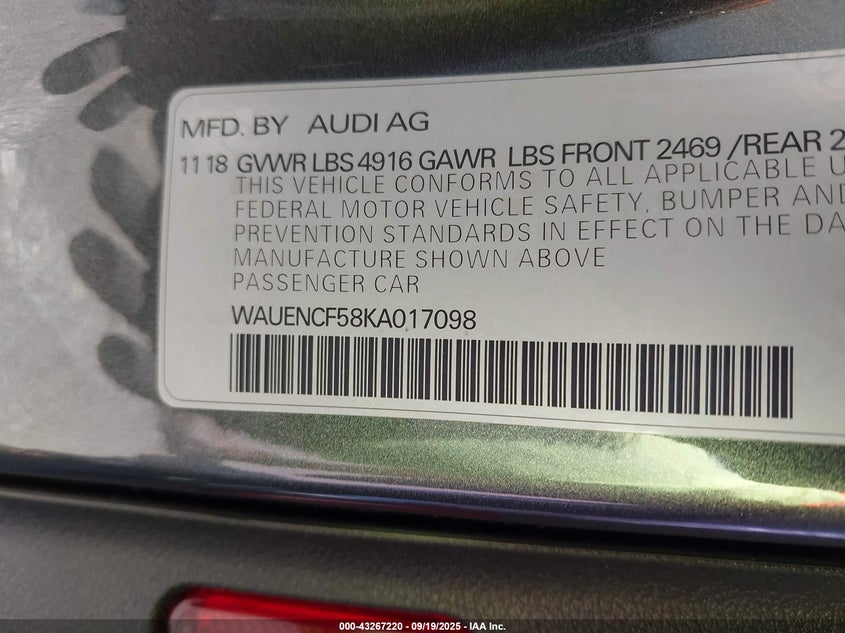 MFD. BY AUDI AG
11 18 GVWR LBS 4916 GAWR LBS FRONT 2469 /REAR 2
THIS VEHICLE CONFORMS TO ALL APPLICABLE U
FEDERAL MOTOR VEHICLE SAFETY, BUMPER AND
PREVENTION STANDARDS IN EFFECT ON THE DA
MANUFACTURE SHOWN ABOVE
PASSENGER CAR
WAUENCF58KA017098
000-43267220 - 09/19/2025 - IAA Inc.